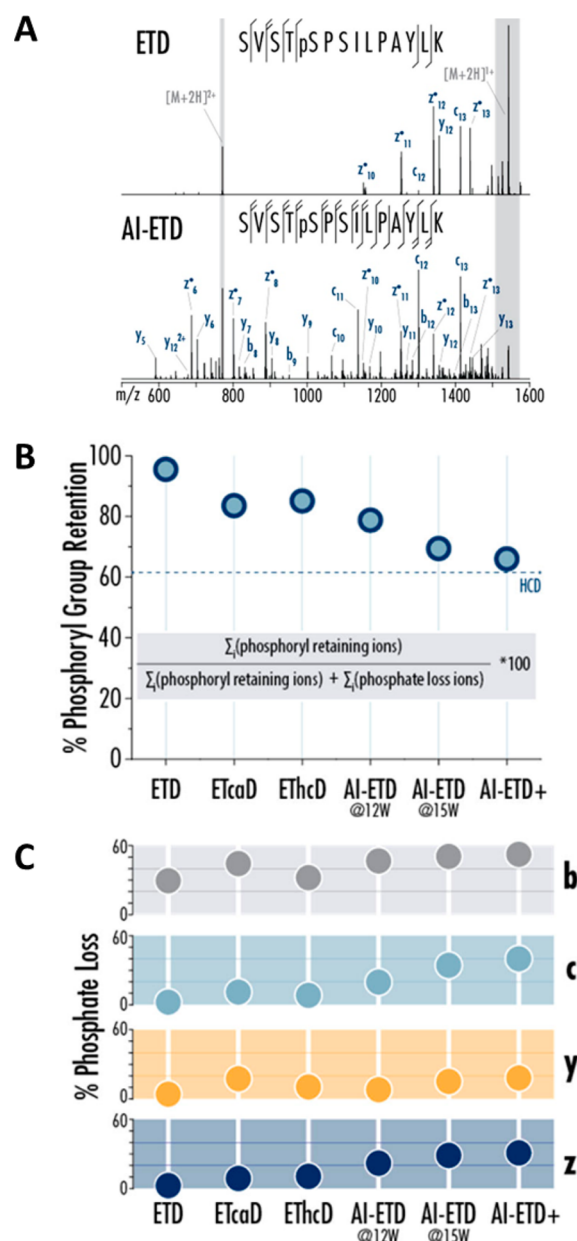 A
ETD
SVSTpSPSILPAYLK
[M+2H]²⁺
[M+2H]¹⁺
z•10
z•11
c12
z•12
y12
c13
z•13
AI-ETD
SVSTpSPSILPAYLK
y5
y12²⁺
z•6
y6
z•7
y7
b8
z•8
y8
b9
y9
c10
c11
z•10
y10
z•11
y11
b12
c12
z•12
y12
c13
b13
z•13
y13
m/z
600
800
1000
1200
1400
1600
B
% Phosphoryl Group Retention
100
80
60
40
20
0
HCD
Σi(phosphoryl retaining ions)
Σi(phosphoryl retaining ions) + Σi(phosphate loss ions)
*100
ETD ETcaD EThcD AI-ETD AI-ETD AI-ETD+
@12W @15W
C
% Phosphate Loss
60
0
b
60
0
c
60
0
y
60
0
z
ETD ETcaD EThcD AI-ETD AI-ETD AI-ETD+
@12W @15W